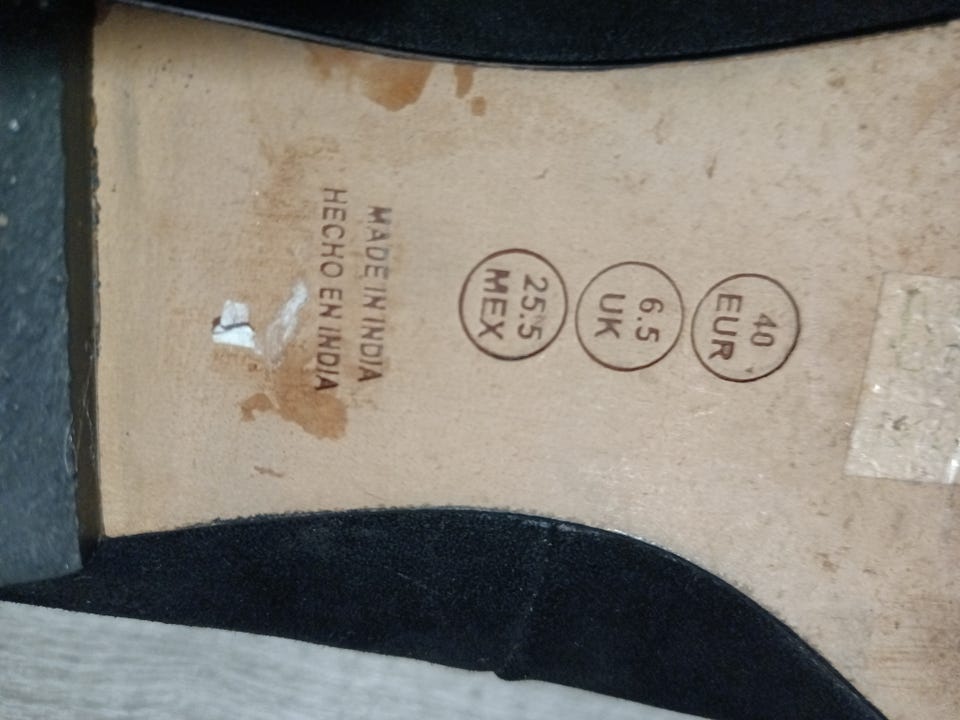 40
EUR
6.5
UK
25.5
MEX
MADE IN INDIA
HECHO EN INDIA